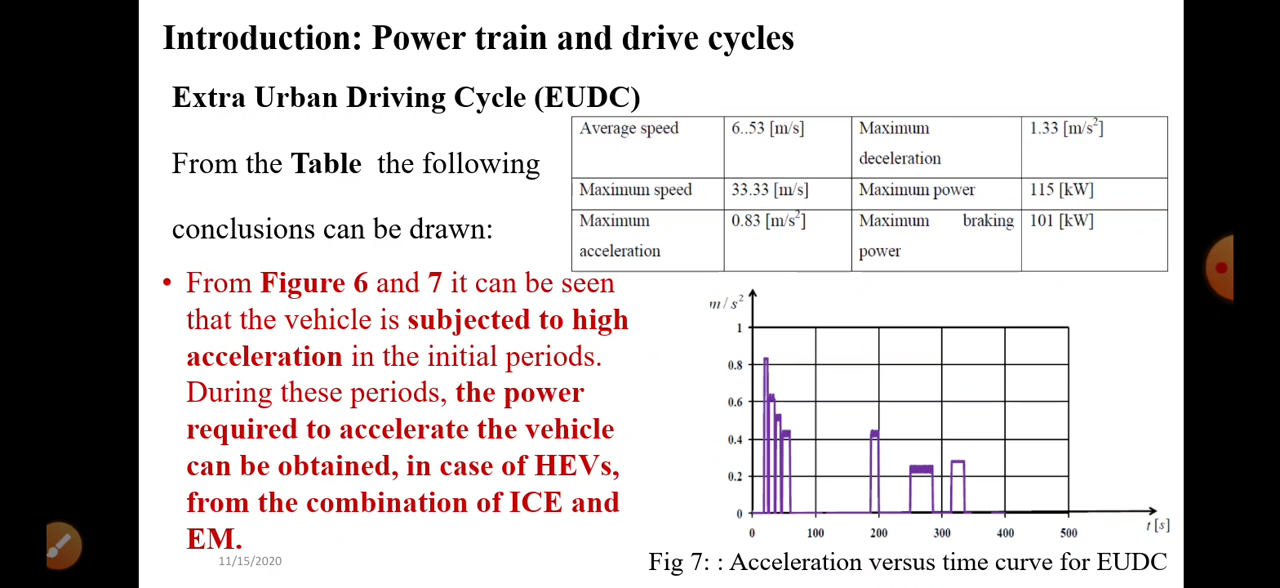 Introduction: Power train and drive cycles
Extra Urban Driving Cycle (EUDC)
From the Table the following
conclusions can be drawn:
• From Figure 6 and 7 it can be seen
that the vehicle is subjected to high
acceleration in the initial periods.
During these periods, the power
required to accelerate the vehicle
can be obtained, in case of HEVs,
from the combination of ICE and
EM.
11/15/2020
Average speed 6..53 [m/s] Maximum deceleration 1.33 [m/s²]
Maximum speed 33.33 [m/s] Maximum power 115 [kW]
Maximum acceleration 0.83 [m/s²] Maximum braking power 101 [kW]
m/s²
1
0.8
0.6
0.4
0.2
0
0 100 200 300 400 500
t [s]
Fig 7: : Acceleration versus time curve for EUDC